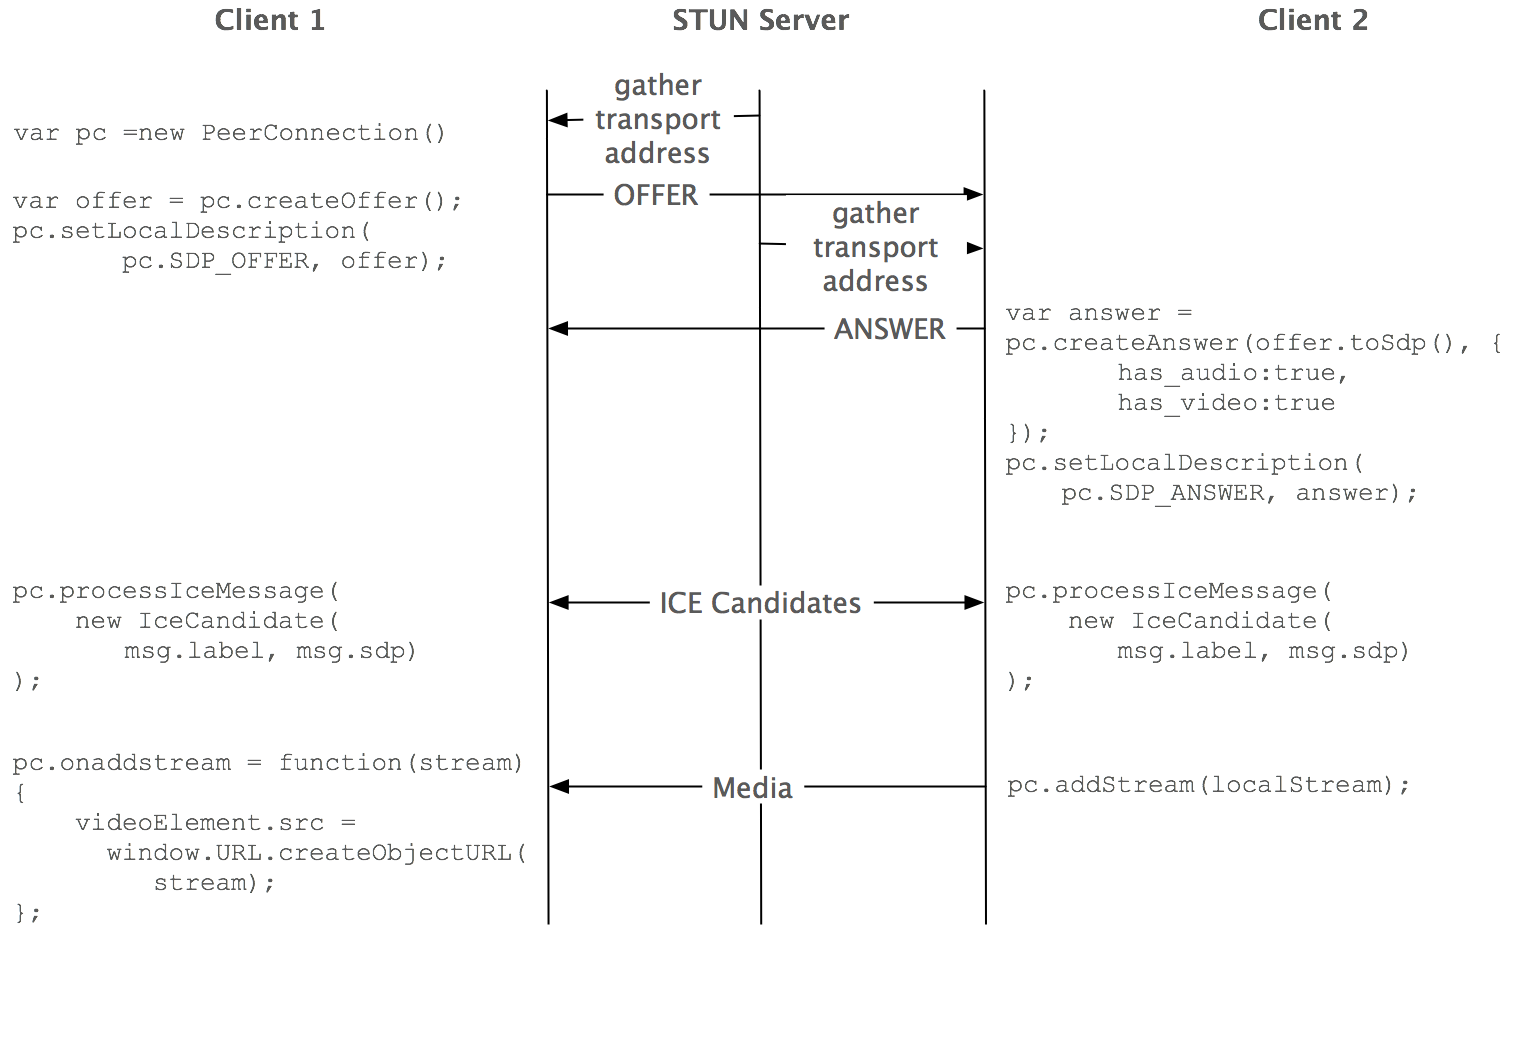 Client 1
STUN Server
Client 2
gather
transport
address
var pc =new PeerConnection()
OFFER
var offer = pc.createOffer();
pc.setLocalDescription(
pc.SDP_OFFER, offer);
gather
transport
address
ANSWER
var answer =
pc.createAnswer(offer.toSdp(), {
has_audio:true,
has_video:true
});
pc.setLocalDescription(
pc.SDP_ANSWER, answer);
pc.processIceMessage(
new IceCandidate(
msg.label, msg.sdp)
);
ICE Candidates
pc.processIceMessage(
new IceCandidate(
msg.label, msg.sdp)
);
pc.onaddstream = function(stream)
{
videoElement.src =
window.URL.createObjectURL(
stream);
};
Media
pc.addStream(localStream);